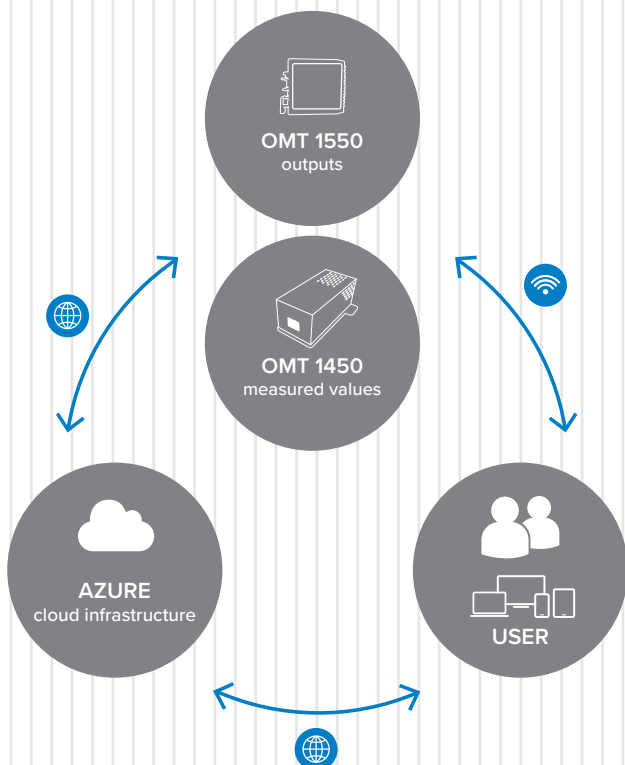 OMT 1550
outputs
OMT 1450
measured values
AZURE
cloud infrastructure
USER